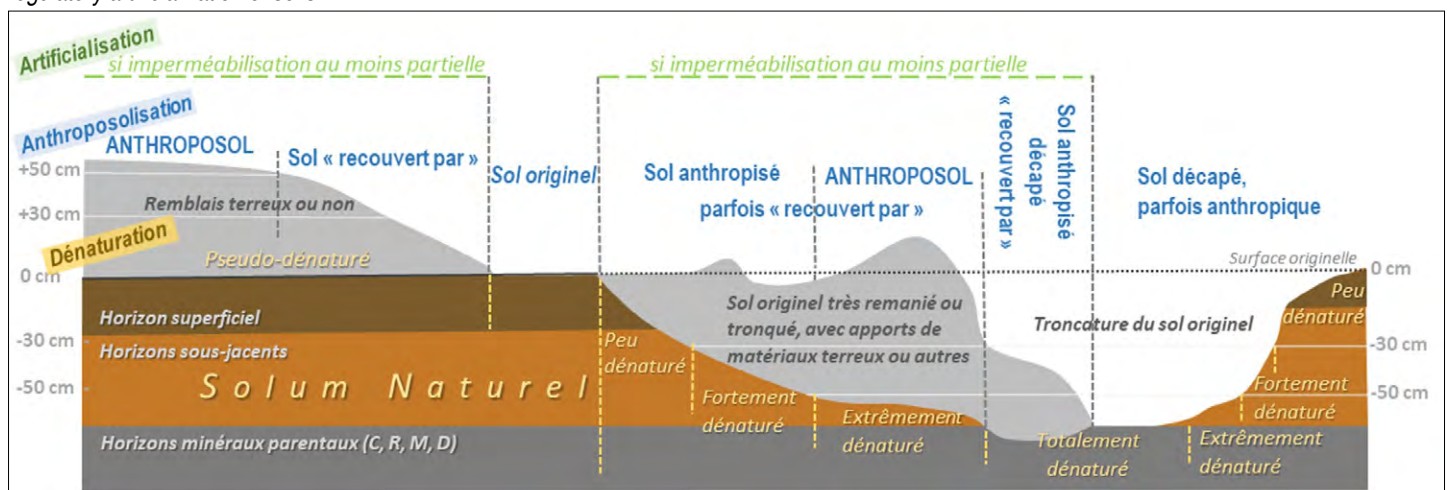 Artificialisation
si imperméabilisation au moins partielle
si imperméabilisation au moins partielle
Anthroposolisation
ANTHROPOSOL
Sol « recouvert par »
Sol originel
Sol anthropisé
parfois « recouvert par »
ANTHROPOSOL
Sol anthropisé
décapé
« recouvert par »
Sol décapé,
parfois anthropique
+50 cm
+30 cm
Remblais terreux ou non
Dénaturation
Pseudo-dénaturé
0 cm
Surface originelle
0 cm
Horizon superficiel
-30 cm
Horizons sous-jacents
-50 cm
Solum Naturel
Horizons minéraux parentaux (C, R, M, D)
Sol originel très remanié ou
tronqué, avec apports de
matériaux terreux ou autres
Troncature du sol originel
Peu
dénaturé
Fortement
dénaturé
Extrêmement
dénaturé
Totalement
dénaturé
Extrêmement
dénaturé
Fortement
dénaturé
Peu
dénaturé
-30 cm
-50 cm